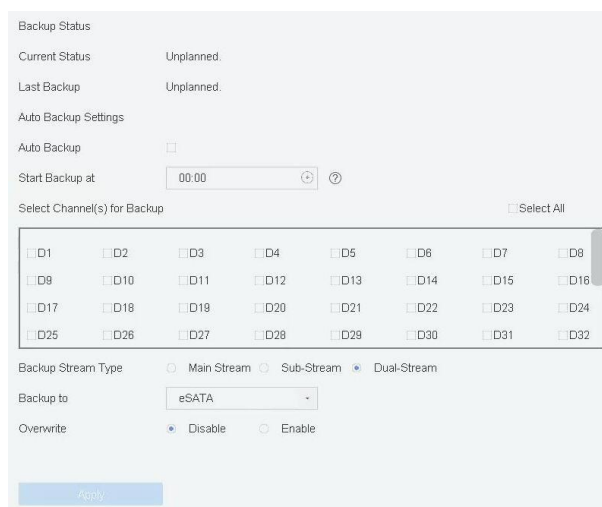 Backup Status
Current Status Unplanned.
Last Backup Unplanned.
Auto Backup Settings
Auto Backup
Start Backup at 00:00 ?
Select Channel(s) for Backup Select All
D1 D2 D3 D4 D5 D6 D7 D8
D9 D10 D11 D12 D13 D14 D15 D16
D17 D18 D19 D20 D21 D22 D23 D24
D25 D26 D27 D28 D29 D30 D31 D32
Backup Stream Type Main Stream Sub-Stream Dual-Stream
Backup to eSATA
Overwrite Disable Enable
Apply